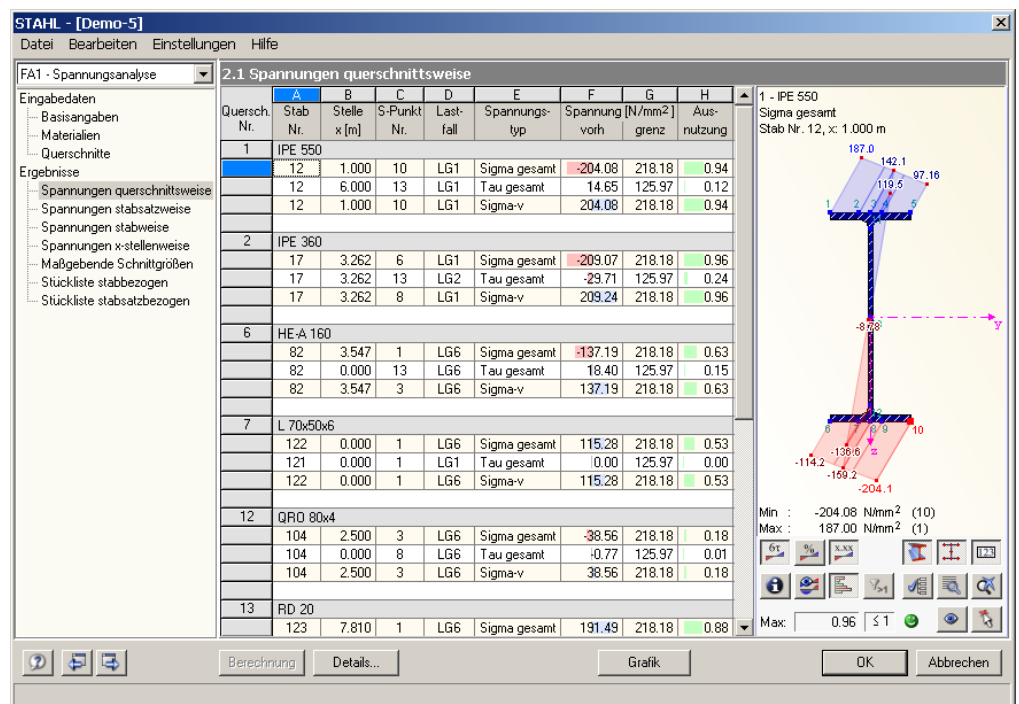 STAHL - [Demo-5]
Datei Bearbeiten Einstellungen Hilfe
FA1 - Spannungsanalyse
Eingabedaten
Basisangaben
Materialien
Querschnitte
Ergebnisse
Spannungen querschnittsweise
Spannungen stabsatzweise
Spannungen stabweise
Spannungen x-stellenweise
Maßgebende Schnittgrößen
Stückliste stabbezogen
Stückliste stabsatzbezogen
2.1 Spannungen querschnittsweise
A B C D E F G H
Quersch. Stab Stelle S-Punkt Last- Spannungs- Spannung [N/mm2] Aus-
Nr. Nr. x [m] Nr. fall typ vorh grenz nutzung
1 IPE 550
12 1.000 10 LG1 Sigma gesamt -204.08 218.18 0.94
12 6.000 13 LG1 Tau gesamt 14.65 125.97 0.12
12 1.000 10 LG1 Sigma-v 204.08 218.18 0.94
2 IPE 360
17 3.262 6 LG1 Sigma gesamt -209.07 218.18 0.96
17 3.262 13 LG2 Tau gesamt -29.71 125.97 0.24
17 3.262 8 LG1 Sigma-v 209.24 218.18 0.96
6 HE-A 160
82 3.547 1 LG6 Sigma gesamt -137.19 218.18 0.63
82 0.000 13 LG6 Tau gesamt 18.40 125.97 0.15
82 3.547 3 LG6 Sigma-v 137.19 218.18 0.63
7 L 70x50x6
122 0.000 1 LG6 Sigma gesamt 115.28 218.18 0.53
121 0.000 1 LG1 Tau gesamt 0.00 125.97 0.00
122 0.000 1 LG6 Sigma-v 115.28 218.18 0.53
12 QRO 80x4
104 2.500 3 LG6 Sigma gesamt -38.56 218.18 0.18
104 0.000 8 LG6 Tau gesamt -0.77 125.97 0.01
104 2.500 3 LG6 Sigma-v 38.56 218.18 0.18
13 RD 20
123 7.810 1 LG6 Sigma gesamt 191.49 218.18 0.88
1 - IPE 550
Sigma gesamt
Stab Nr. 12, x: 1.000 m
187.0
142.1
97.16
119.5
1 2 3 4 5
-8.78
y
6 7 8 9 10
z
-136.6
-114.2
-159.2
-204.1
Min : -204.08 N/mm2 (10)
Max : 187.00 N/mm2 (1)
στ % x.xx 123
Max: 0.96 ≤ 1
Berechnung Details... Grafik OK Abbrechen